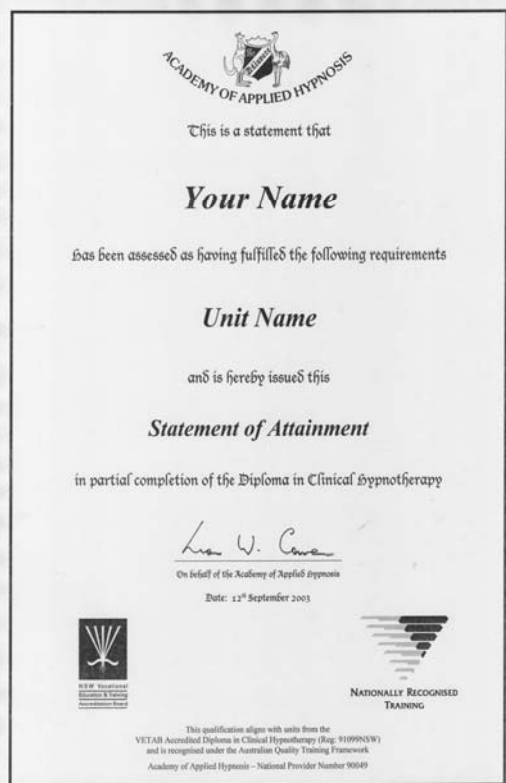 ACADEMY OF APPLIED HYPNOSIS
This is a statement that
Your Name
has been assessed as having fulfilled the following requirements
Unit Name
and is hereby issued this
Statement of Attainment
in partial completion of the Diploma in Clinical Hypnotherapy
On behalf of the Academy of Applied Hypnosis
Date: 12th September 2003
NSW Vocational
Education & Training
Accreditation Board
NATIONALLY RECOGNISED
TRAINING
This qualification aligns with units from the
VETAB Accredited Diploma in Clinical Hypnotherapy (Reg: 91099NSW)
and is recognised under the Australian Quality Training Framework
Academy of Applied Hypnosis – National Provider Number 90049